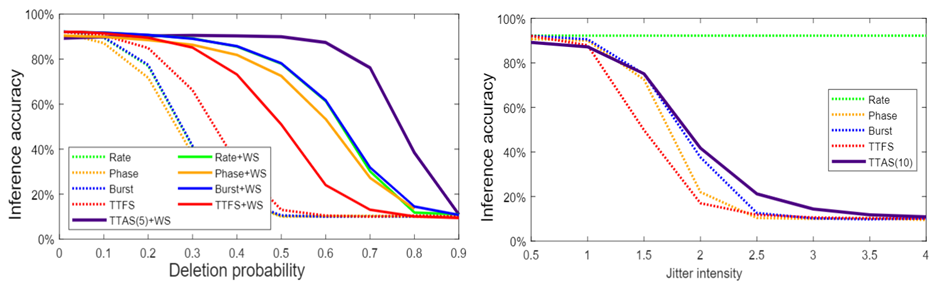 100%
80%
60%
40%
20%
0%
Inference accuracy
Rate
Phase
Burst
TTFS
TTAS(5)+WS
Rate+WS
Phase+WS
Burst+WS
TTFS+WS
0 0.1 0.2 0.3 0.4 0.5 0.6 0.7 0.8 0.9
Deletion probability
100%
80%
60%
40%
20%
0%
Inference accuracy
Rate
Phase
Burst
TTFS
TTAS(10)
0.5 1 1.5 2 2.5 3 3.5 4
Jitter intensity